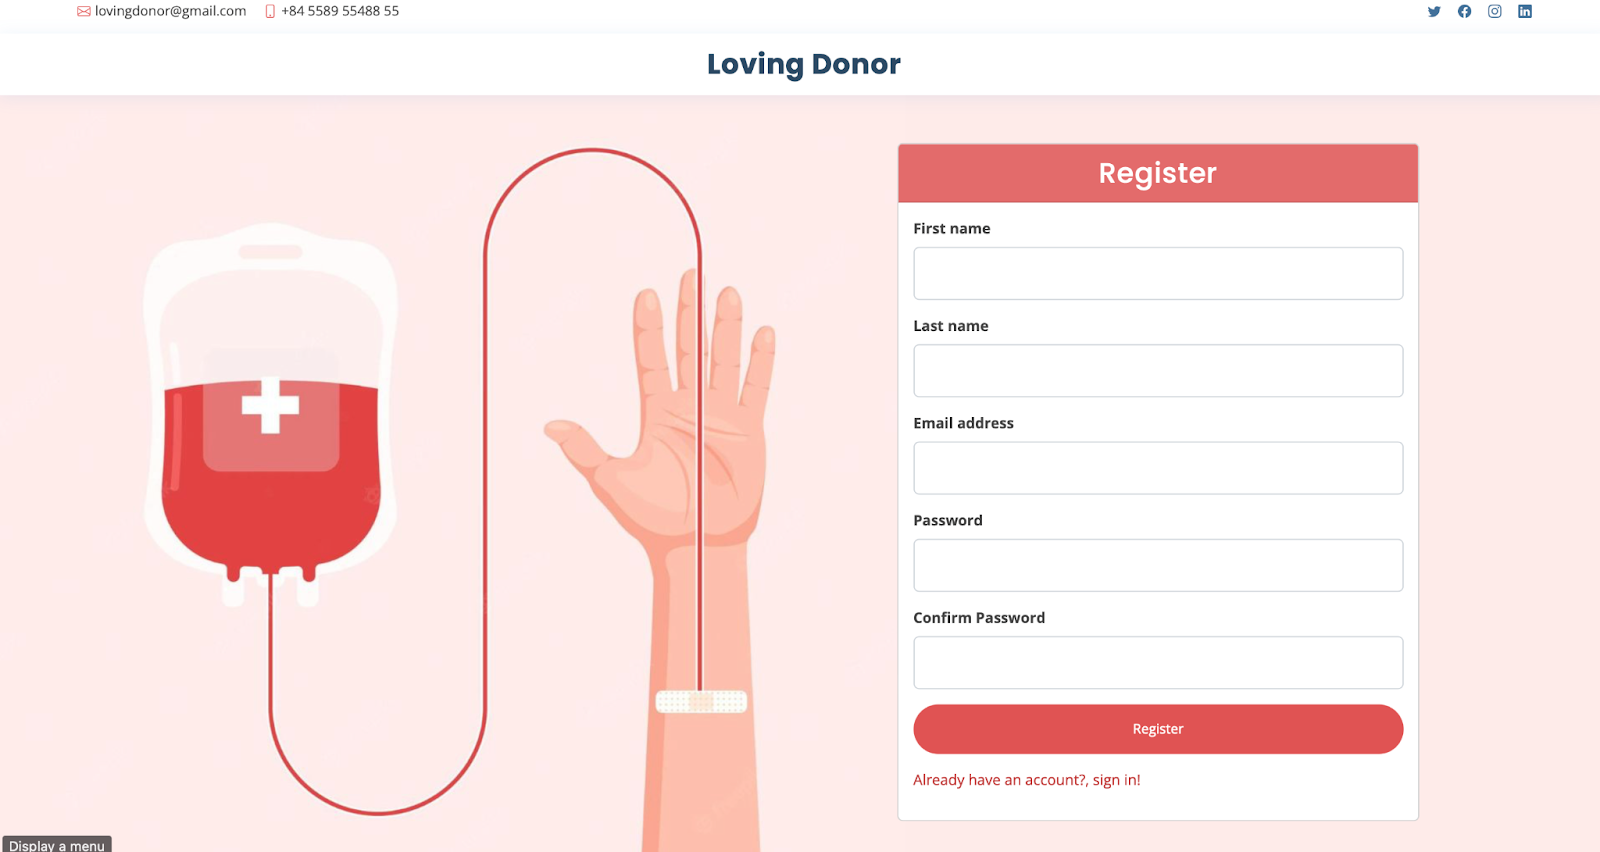 lovingdonor@gmail.com +84 5589 55488 55
Loving Donor
Register
First name
Last name
Email address
Password
Confirm Password
Register
Already have an account?, sign in!
Display a menu